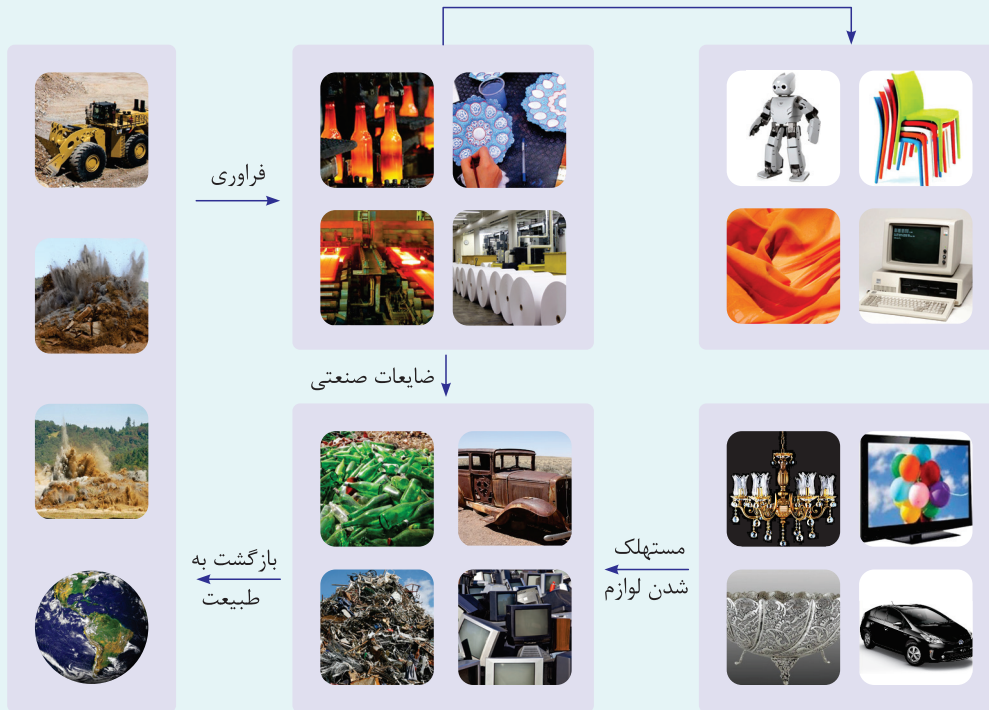 فراوری
ضایعات صنعتی
مستهلک
شدن لوازم
بازگشت به
طبیعت